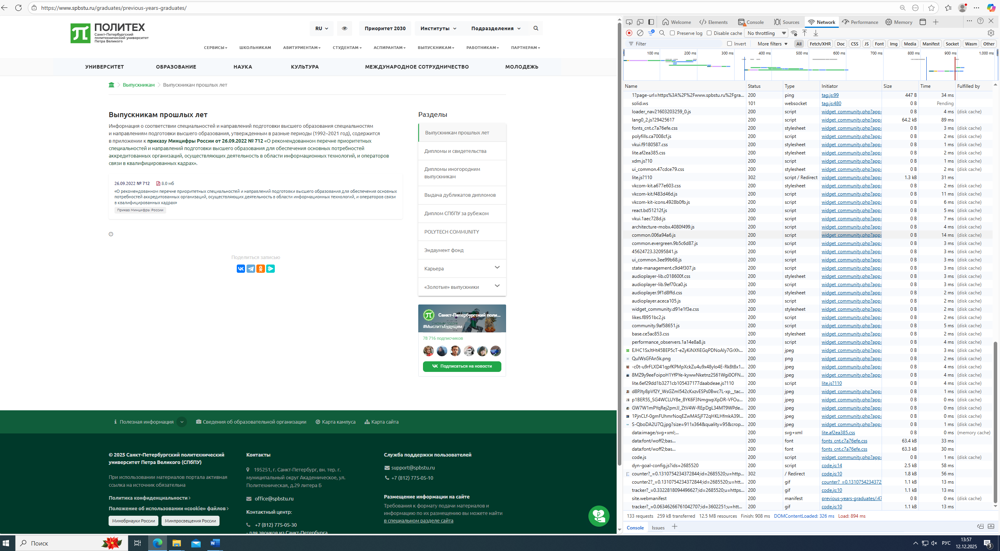 https://www.spbstu.ru/graduates/previous-years-graduates/
ПОЛИТЕХ
Санкт-Петербургский
политехнический университет
Петра Великого
RU
Приоритет 2030
Институты
Подразделения
СЕРВИСЫ
ШКОЛЬНИКАМ
АБИТУРИЕНТАМ
СТУДЕНТАМ
АСПИРАНТАМ
ВЫПУСКНИКАМ
РАБОТНИКАМ
ПАРТНЕРАМ
УНИВЕРСИТЕТ
ОБРАЗОВАНИЕ
НАУКА
КУЛЬТУРА
МЕЖДУНАРОДНОЕ СОТРУДНИЧЕСТВО
МОЛОДЕЖЬ
Выпускникам
Выпускникам прошлых лет
Выпускникам прошлых лет
Информация о соответствии специальностей и направлений подготовки высшего образования специальностям
и направлениям подготовки высшего образования, утвержденным в разные периоды (1992–2021 год), содержится
в приложении к приказу Минцифры России от 26.09.2022 № 712 «О рекомендованном перечне приоритетных
специальностей и направлений подготовки высшего образования для обеспечения основных потребностей
аккредитованных организаций, осуществляющих деятельность в области информационных технологий, и операторов
связи в квалифицированных кадрах».
26.09.2022 № 712 8.0 мб
«О рекомендованном перечне приоритетных специальностей и направлений подготовки высшего образования для обеспечения основных
потребностей аккредитованных организаций, осуществляющих деятельность в области информационных технологий, и операторов связи
в квалифицированных кадрах»
Приказ Минцифры России
Поделиться записью
Разделы
Выпускникам прошлых лет
Дипломы и свидетельства
Дипломы иногородним
выпускникам
Выдача дубликатов дипломов
Диплом СПбПУ за рубежом
POLYTECH COMMUNITY
Эндаумент фонд
Карьера
«Золотые» выпускники
Санкт-Петербургский поли...
#МыслитьБудущим
78 716 подписчиков
Подписаться на новости
Полезная информация
Сведения об образовательной организации
Карта кампуса
Карта сайта
© 2025 Санкт-Петербургский политехнический
университет Петра Великого (СПбПУ)
При использовании материалов портала активная
ссылка на источник обязательна
Политика конфиденциальности
Положение об использовании «cookie» файлов
Минобрнауки России
Минпросвещения России
Контакты
195251, г. Санкт-Петербург, вн. тер. г.
муниципальный округ Академическое, ул.
Политехническая, д.29 литера Б
office@spbstu.ru
Контактный центр:
+7 (812) 775-05-30
- для звонков из Санкт-Петербурга
Служба поддержки пользователей
support@spbstu.ru
+7 (812) 775-05-10
Размещение информации на сайте
Требования к формату подачи материалов и
информацию по их размещению вы можете найти
в специальном разделе сайта
Welcome
Elements
Console
Sources
Network
Performance
Memory
Preserve log
Disable cache
No throttling
Filter
Invert
More filters
All
Fetch/XHR
Doc
CSS
JS
Font
Img
Media
Manifest
Socket
Wasm
Other
100 ms 200 ms 300 ms 400 ms 500 ms 600 ms 700 ms 800 ms 900 ms 1,000 ms
Name Status Type Initiator Size Time Fulfilled by
1?page-url=https%3A%2F%2Fwww.spbstu.ru%2Fgra... 200 ping tag.js:99 447 B 34 ms
solid.ws 101 websocket tag.js:480 0 B Pending
loader_nav21603203259_0.js 200 script widget_community.php?app= 0 B 4 ms (disk cache)
lang0_2.js?29425617 200 script widget_community.php?app= 64.2 kB 89 ms
fonts_cnt.c7a76efe.css 200 stylesheet widget_community.php?app= 0 B 3 ms (disk cache)
polyfills.ca7008cf.js 200 script widget_community.php?app= 0 B 2 ms (disk cache)
vkui.f9180587.css 200 stylesheet widget_community.php?app= 0 B 1 ms (disk cache)
lite.af2ea385.css 200 stylesheet widget_community.php?app= 0 B 2 ms (disk cache)
xdm.js?10 200 script widget_community.php?app= 0 B 1 ms (disk cache)
ui_common.47cdce79.css 200 stylesheet widget_community.php?app= 0 B 2 ms (disk cache)
lite.js?110 302 script / Redirect widget_community.php?app= 1.3 kB 31 ms
vkcom-kit.a677e603.css 200 stylesheet widget_community.php?app= 0 B 2 ms (disk cache)
vkcom-kit.f483d46d.js 200 script widget_community.php?app= 0 B 11 ms (disk cache)
vkcom-kit-icons.4928b0fb.js 200 script widget_community.php?app= 0 B 6 ms (disk cache)
react.bd51212f.js 200 script widget_community.php?app= 0 B 5 ms (disk cache)
vkui.1aec728d.js 200 script widget_community.php?app= 0 B 7 ms (disk cache)
architecture-mobx.4080f499.js 200 script widget_community.php?app= 0 B 4 ms (disk cache)
common.006a94a6.js 200 script widget_community.php?app= 0 B 14 ms (disk cache)
common.evergreen.9b5c6d87.js 200 script widget_community.php?app= 0 B 3 ms (disk cache)
45624723.32095841.js 200 script widget_community.php?app= 0 B 3 ms (disk cache)
ui_common.3ee99b68.js 200 script widget_community.php?app= 0 B 3 ms (disk cache)
state-management.c9d4f307.js 200 script widget_community.php?app= 0 B 3 ms (disk cache)
audioplayer-lib.c018600f.css 200 stylesheet widget_community.php?app= 0 B 3 ms (disk cache)
audioplayer-lib.9ef70ca0.js 200 script widget_community.php?app= 0 B 3 ms (disk cache)
audioplayer.9f1d8ffd.css 200 stylesheet widget_community.php?app= 0 B 2 ms (disk cache)
audioplayer.aceca105.js 200 script widget_community.php?app= 0 B 2 ms (disk cache)
widget_community.d91e1f3e.css 200 stylesheet widget_community.php?app= 0 B 2 ms (disk cache)
likes.f8951bc2.js 200 script widget_community.php?app= 0 B 2 ms (disk cache)
community.9af58651.js 200 script widget_community.php?app= 0 B 5 ms (disk cache)
base.ce5ac853.css 200 stylesheet widget_community.php?app= 0 B 2 ms (disk cache)
performance_observers.1a14e8a8.js 200 script widget_community.php?app= 0 B 4 ms (disk cache)
EJHC1SxJtHt45BEP5cT-eZyKiNXfiEGqPDNoAly7GrXh... 200 jpeg widget_community.php?app= 0 B 3 ms (disk cache)
QulWsGFAn5k.png 200 png widget_community.php?app= 0 B 2 ms (disk cache)
-c0t-u9rFLXD41qpfKPMpXckZu4u9x48ylo4E-Rk8t8x1... 200 jpeg widget_community.php?app= 0 B 4 ms (disk cache)
8MZ9y9eeFoipoH1YfPYe-kywwNketnz2S61Wgi0OFN... 200 jpeg widget_community.php?app= 0 B 4 ms (disk cache)
lite.6ef29dd1b3271cb105437177daabdeae.js?110 200 script lite.js?110 0 B 4 ms (disk cache)
d8PJty8pVf2Y_WsGZmI542cKxzvESPs0Bwc7L-xp__tac... 200 jpeg widget_community.php?app= 0 B 1 ms (disk cache)
p1BER5S_SG4WCLUY8e_8YK6F3NmgwpXpDR-VFOu... 200 jpeg widget_community.php?app= 0 B 0 ms (disk cache)
GW7W1mPYqRej2pmJJ_ZtV4W-REpDgL34MT9WPde... 200 jpeg widget_community.php?app= 0 B 0 ms (disk cache)
1PjnCLf-0gmFUhmrNoqEZwMASjF72qHKLHfmkA39I... 200 jpeg widget_community.php?app= 0 B 0 ms (disk cache)
S-QboDA2U7Q.jpg?size=911x364&quality=95&crop... 200 jpeg widget_community.php?app= 0 B 1 ms (disk cache)
data:image/svg+xml;... 200 svg+xml lite.af2ea385.css 0 B 0 ms (memory cache)
data:font/woff2;bas... 200 font fonts_cnt.c7a76efe.css 63.4 kB 33 ms
data:font/woff2;bas... 200 font fonts_cnt.c7a76efe.css 63.3 kB 30 ms
code.js 200 script widget_community.php?app= 0 B 1 ms (disk cache)
dyn-goal-config.js?ids=2685520 200 script code.js:14 2.5 kB 58 ms
counter?_=0.1310754234372844;id=2685520;u=http... 302 / Redirect code.js:10 1.8 kB 56 ms
counter2?_=0.1310754234372844;id=2685520;u=htt... 200 gif counter?_=0.1310754234372 1.1 kB 13 ms
tracker?_=0.3322818094496627;id=2685520;u=https... 200 gif code.js:10 1.1 kB 13 ms
site.webmanifest 200 manifest previous-years-graduates/:47 0 B 0 ms (disk cache)
tracker?_=0.06346266761042707;id=3602251;u=htt... 200 gif code.js:10 1.1 kB 13 ms
133 requests 259 kB transferred 12.5 MB resources Finish: 908 ms DOMContentLoaded: 326 ms Load: 894 ms
Console
Issues
Поиск
РУС
13:57
12.12.2025
3